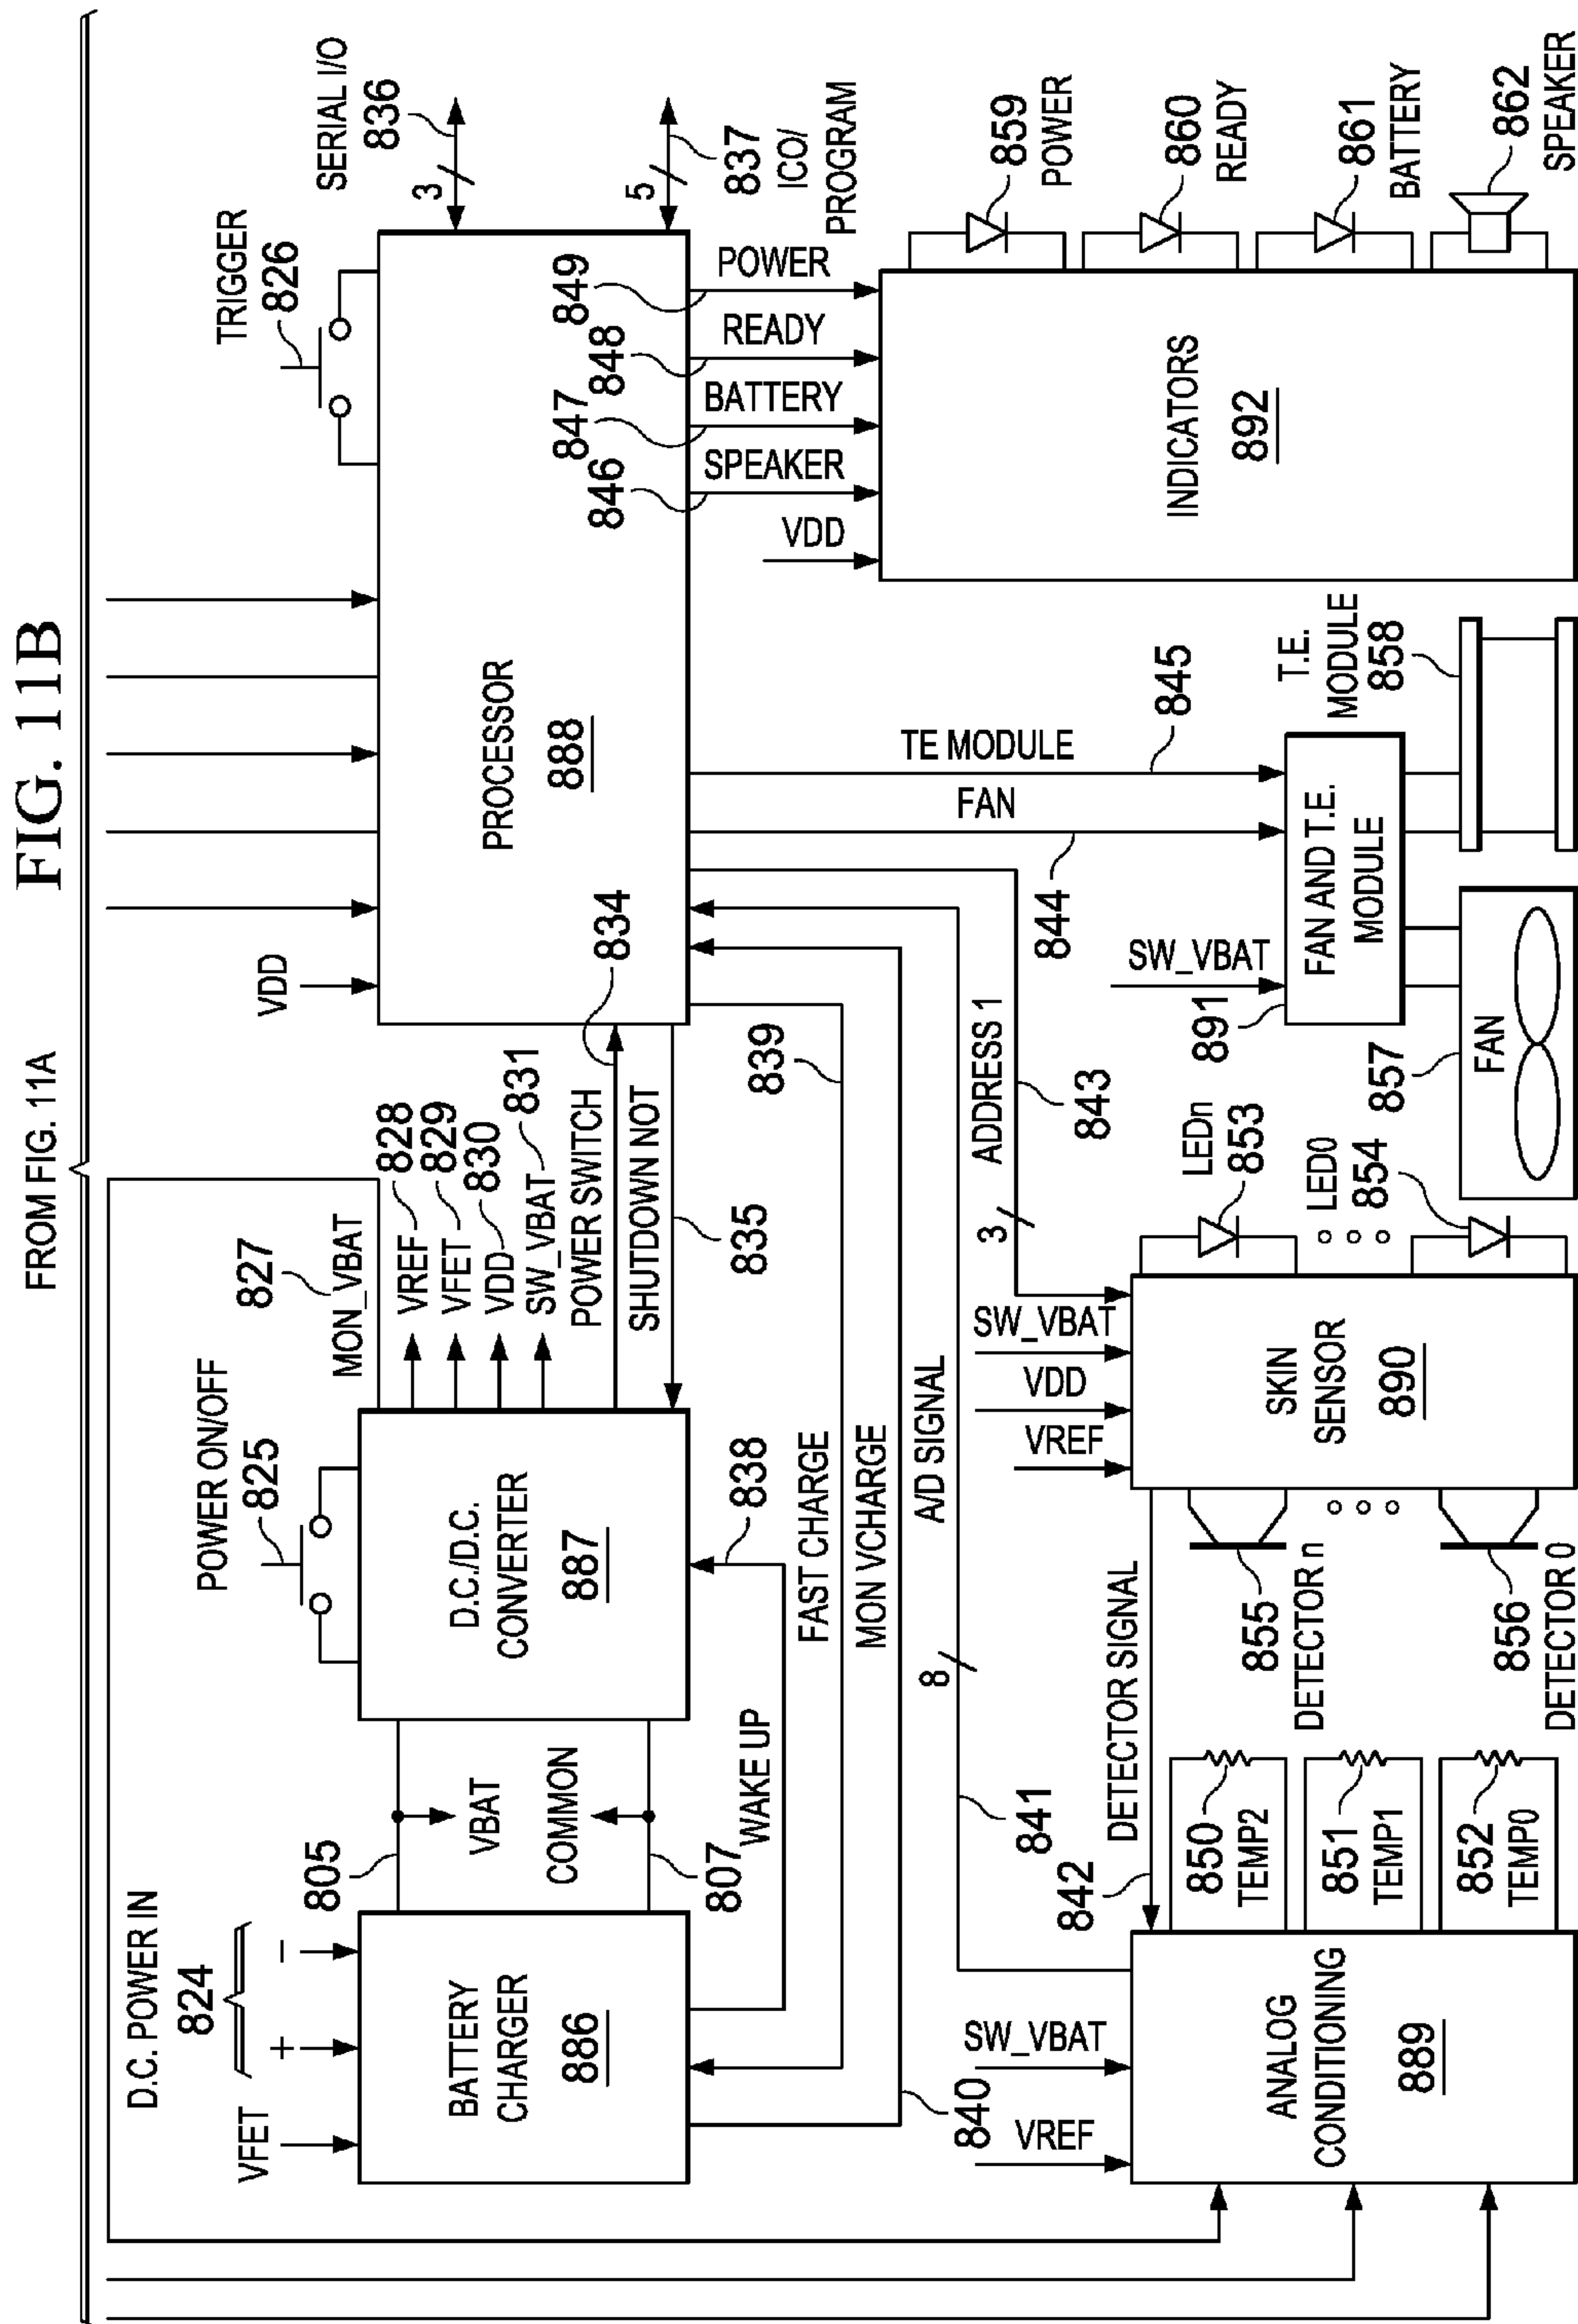 FROM FIG. 11A
FIG. 11B
D.C. POWER IN
824
VFET
+
−
BATTERY
CHARGER
886
805
VBAT
COMMON
807
WAKE UP
838
POWER ON/OFF
825
D.C./D.C.
CONVERTER
887
MON_VBAT
827
VREF
828
VFET
829
VDD
830
SW_VBAT
831
POWER SWITCH
834
SHUTDOWN NOT
835
VDD
PROCESSOR
888
TRIGGER
826
SERIAL I/O
836
3
5
837
ICO/
PROGRAM
FAST CHARGE
839
MON VCHARGE
840
A/D SIGNAL
841
8
ADDRESS 1
843
3
FAN
844
TE MODULE
845
SPEAKER
846
BATTERY
847
READY
848
POWER
849
VDD
INDICATORS
892
859
POWER
860
READY
861
BATTERY
862
SPEAKER
VREF
SW_VBAT
ANALOG
CONDITIONING
889
DETECTOR SIGNAL
842
850
TEMP2
851
TEMP1
852
TEMP0
VREF
VDD
SW_VBAT
SKIN
SENSOR
890
855
DETECTOR n
856
DETECTOR 0
LEDn
853
LED0
854
SW_VBAT
891
FAN AND T.E.
MODULE
857
FAN
T.E.
MODULE
858